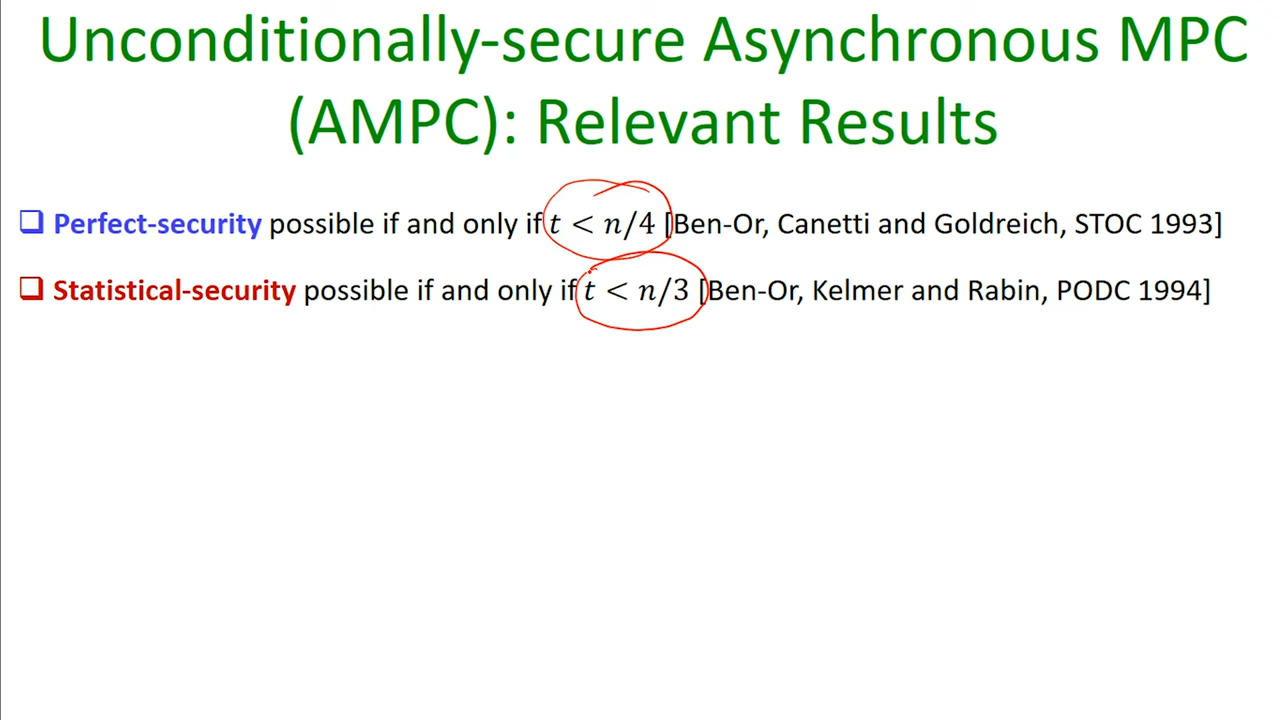 Unconditionally-secure Asynchronous MPC
(AMPC): Relevant Results
❑ Perfect-security possible if and only if t < n/4 [Ben-Or, Canetti and Goldreich, STOC 1993]
❑ Statistical-security possible if and only if t < n/3 [Ben-Or, Kelmer and Rabin, PODC 1994]